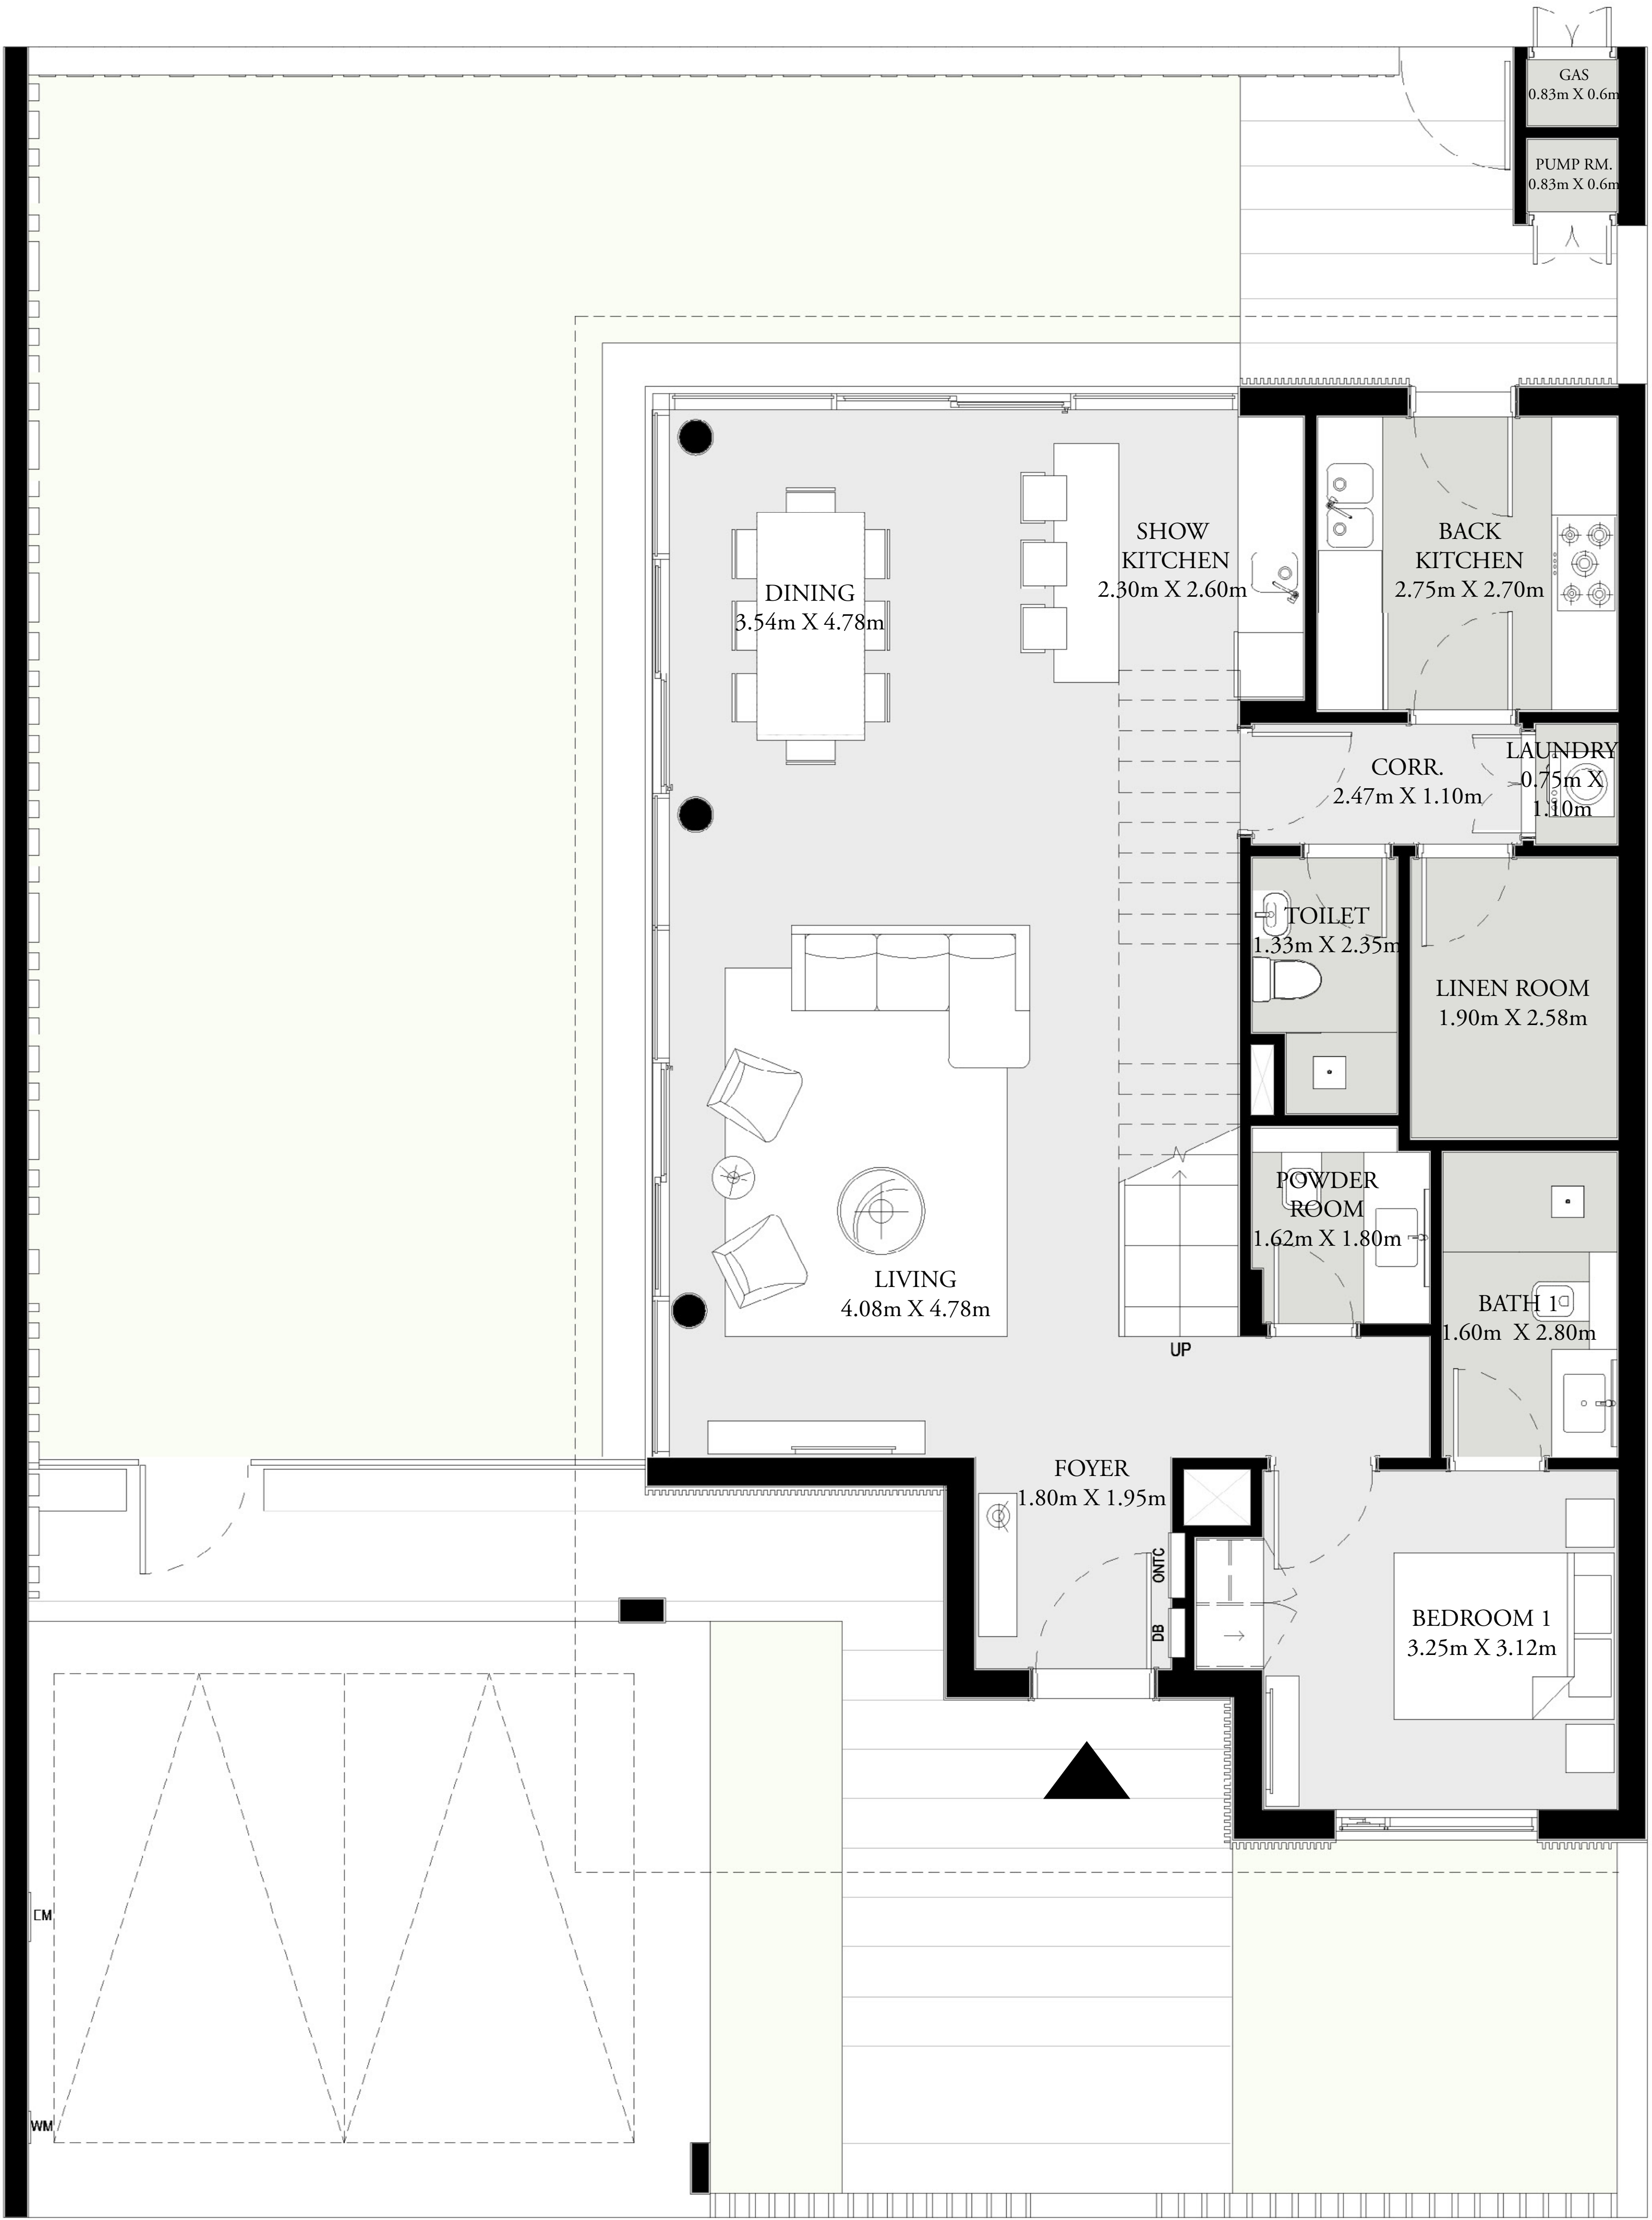 GAS
0.83m X 0.6m
PUMP RM.
0.83m X 0.6m
SHOW
KITCHEN
2.30m X 2.60m
BACK
KITCHEN
2.75m X 2.70m
DINING
3.54m X 4.78m
CORR.
2.47m X 1.10m
LAUNDRY
0.75m X
1.10m
TOILET
1.33m X 2.35m
LINEN ROOM
1.90m X 2.58m
POWDER
ROOM
1.62m X 1.80m
LIVING
4.08m X 4.78m
BATH 1
1.60m X 2.80m
UP
FOYER
1.80m X 1.95m
ONTC
DB
BEDROOM 1
3.25m X 3.12m
WM